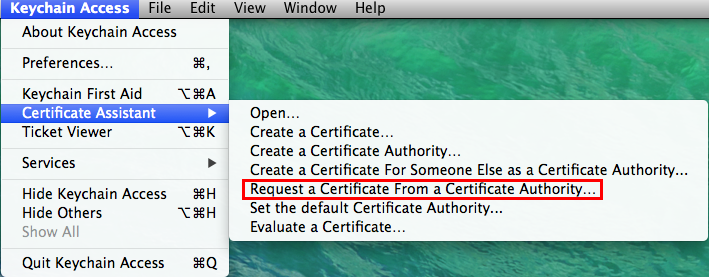 Keychain Access File Edit View Window Help
About Keychain Access
Preferences... ⌘,
Keychain First Aid ⌥⌘A
Certificate Assistant ▶
Ticket Viewer ⌥⌘K
Services ▶
Hide Keychain Access ⌘H
Hide Others ⌥⌘H
Show All
Quit Keychain Access ⌘Q
Open...
Create a Certificate...
Create a Certificate Authority...
Create a Certificate For Someone Else as a Certificate Authority...
Request a Certificate From a Certificate Authority...
Set the default Certificate Authority...
Evaluate a Certificate...